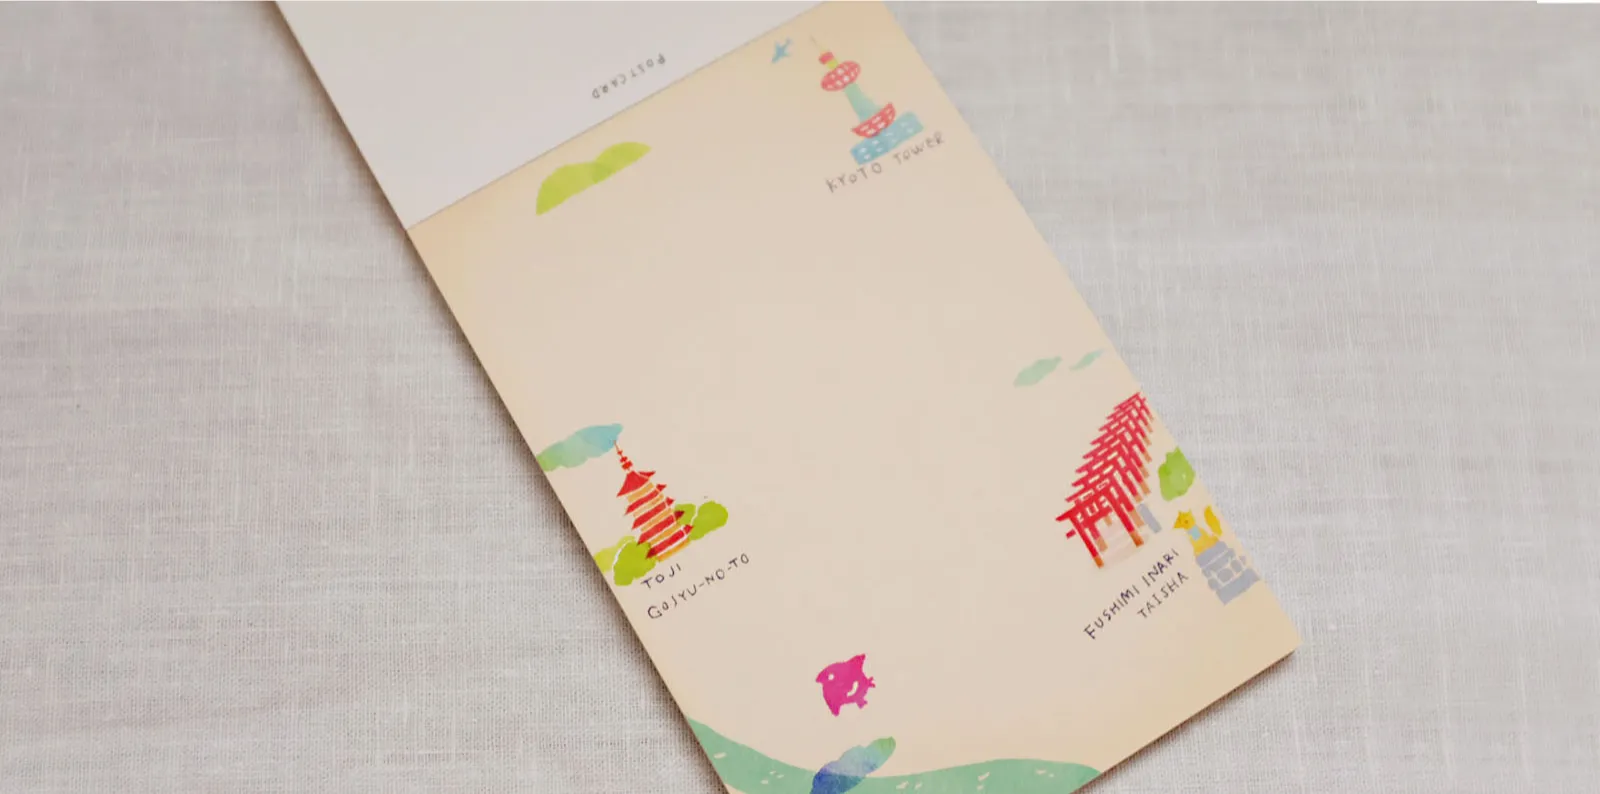 POSTCARD
KYOTO TOWER
TOJI
GOJYU-NO-TO
FUSHIMI INARI
TAISHA